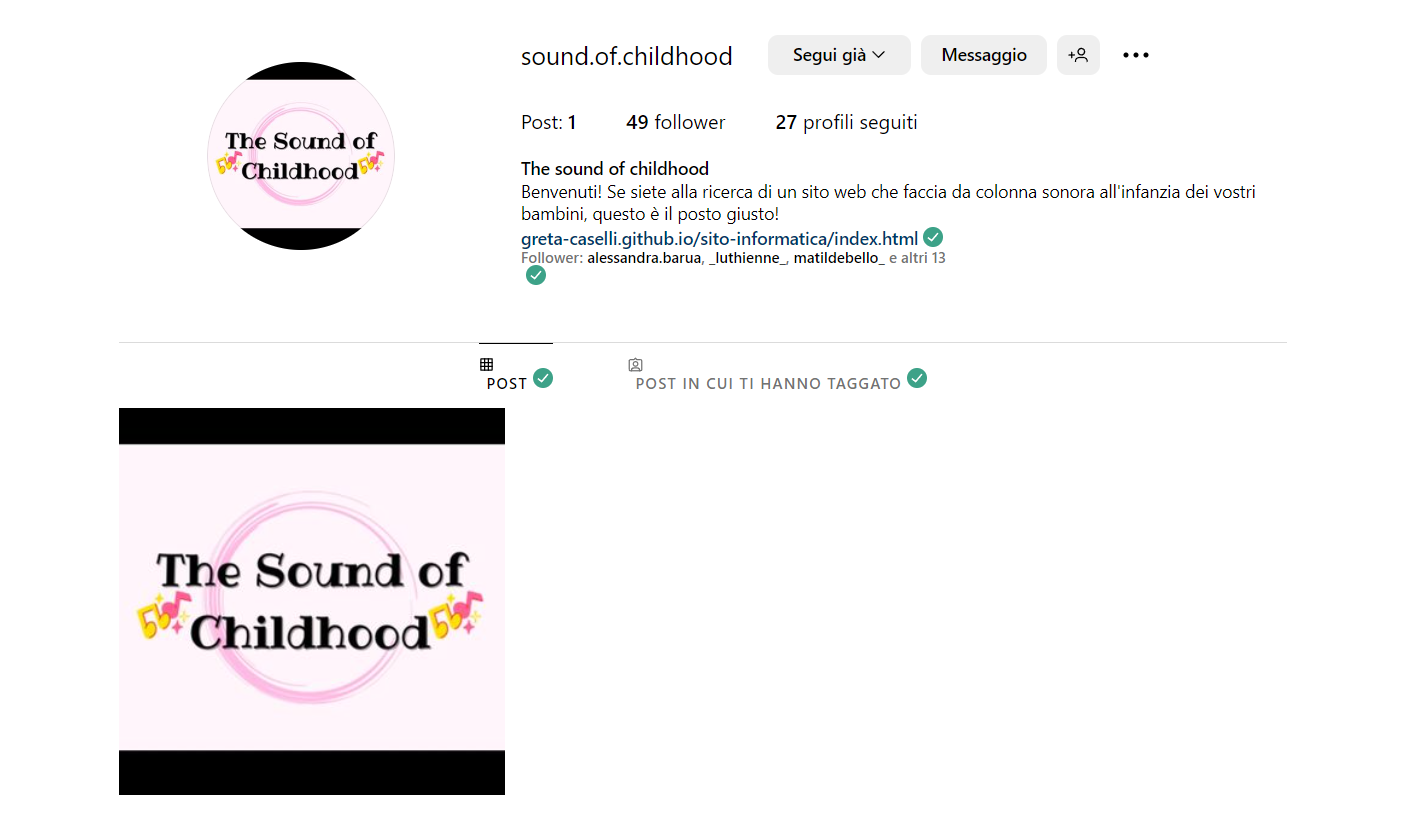 The Sound of
Childhood
sound.of.childhood
Segui già
Messaggio
Post: 1
49 follower
27 profili seguiti
The sound of childhood
Benvenuti! Se siete alla ricerca di un sito web che faccia da colonna sonora all'infanzia dei vostri
bambini, questo è il posto giusto!
greta-caselli.github.io/sito-informatica/index.html
Follower: alessandra.barua, _luthienne_, matildebello_ e altri 13
POST
POST IN CUI TI HANNO TAGGATO
The Sound of
Childhood